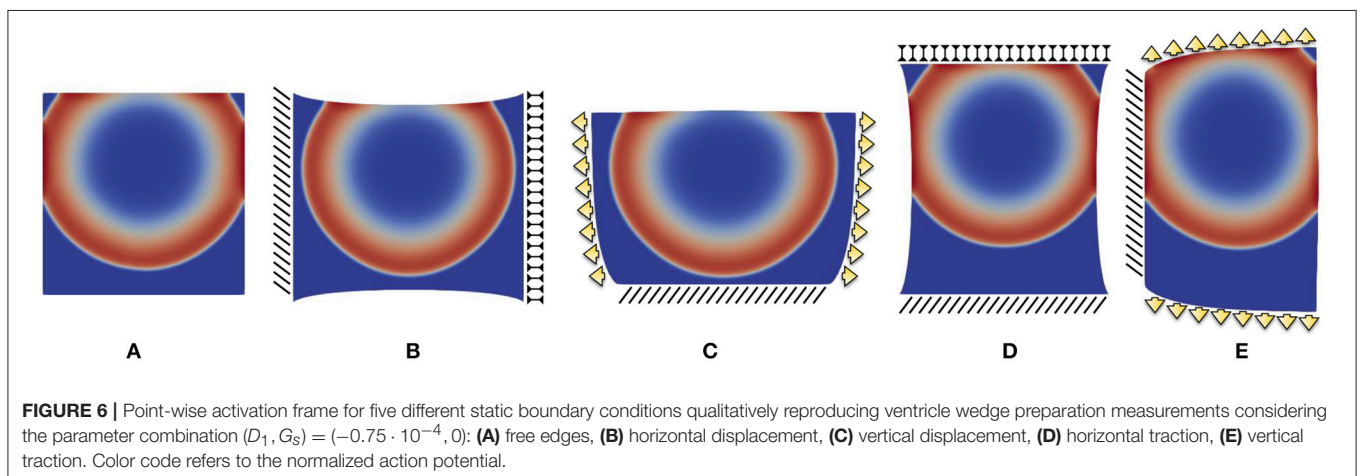 A B C D E
FIGURE 6 | Point-wise activation frame for five different static boundary conditions qualitatively reproducing ventricle wedge preparation measurements considering
the parameter combination (D₁, Gₛ) = (−0.75 · 10⁻⁴, 0): (A) free edges, (B) horizontal displacement, (C) vertical displacement, (D) horizontal traction, (E) vertical
traction. Color code refers to the normalized action potential.